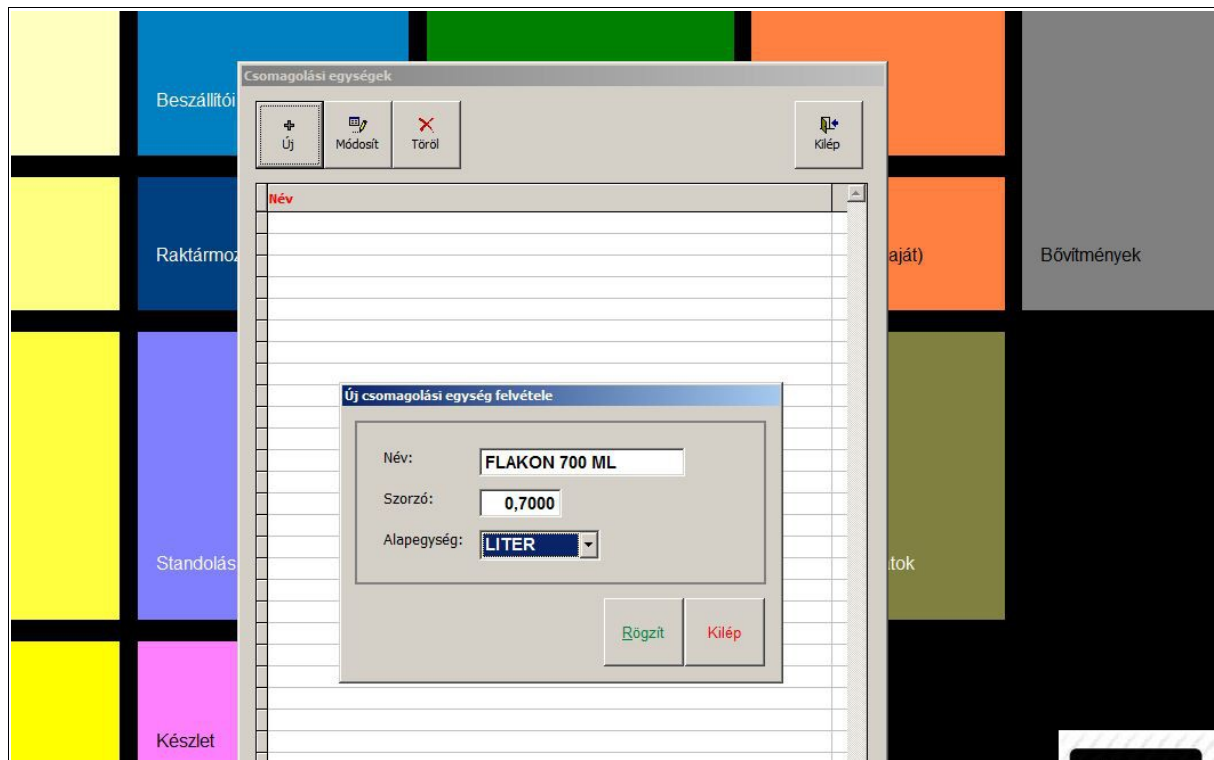 Beszállítói
Csomagolási egységek
Új
Módosít
Töröl
Kilép
Név
Raktármoz
aját)
Bővítmények
Új csomagolási egység felvétele
Név:
FLAKON 700 ML
Szorzó:
0,7000
Alapegység:
LITER
Standolás
tok
Rögzít
Kilép
Készlet